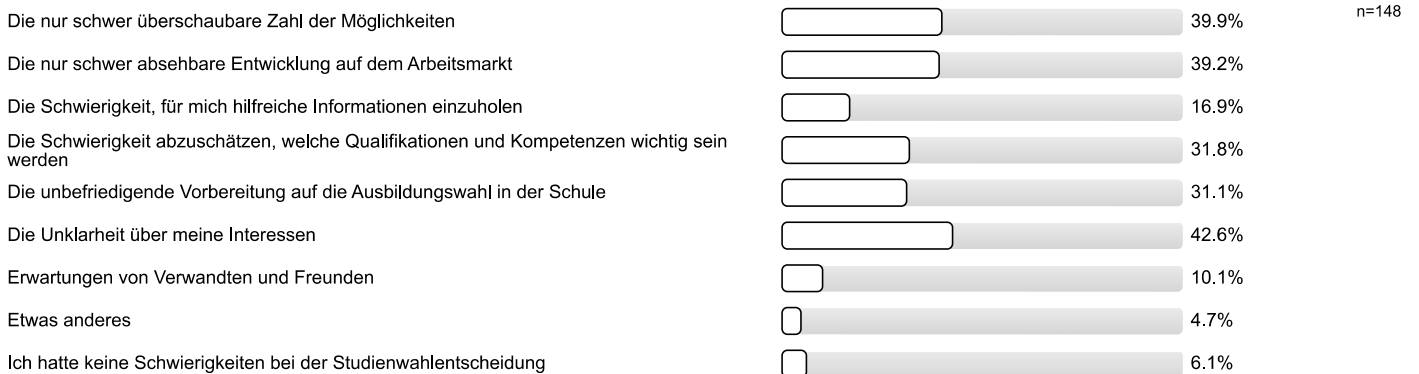 Die nur schwer überschaubare Zahl der Möglichkeiten 39.9% n=148
Die nur schwer absehbare Entwicklung auf dem Arbeitsmarkt 39.2%
Die Schwierigkeit, für mich hilfreiche Informationen einzuholen 16.9%
Die Schwierigkeit abzuschätzen, welche Qualifikationen und Kompetenzen wichtig sein
werden 31.8%
Die unbefriedigende Vorbereitung auf die Ausbildungswahl in der Schule 31.1%
Die Unklarheit über meine Interessen 42.6%
Erwartungen von Verwandten und Freunden 10.1%
Etwas anderes 4.7%
Ich hatte keine Schwierigkeiten bei der Studienwahlentscheidung 6.1%